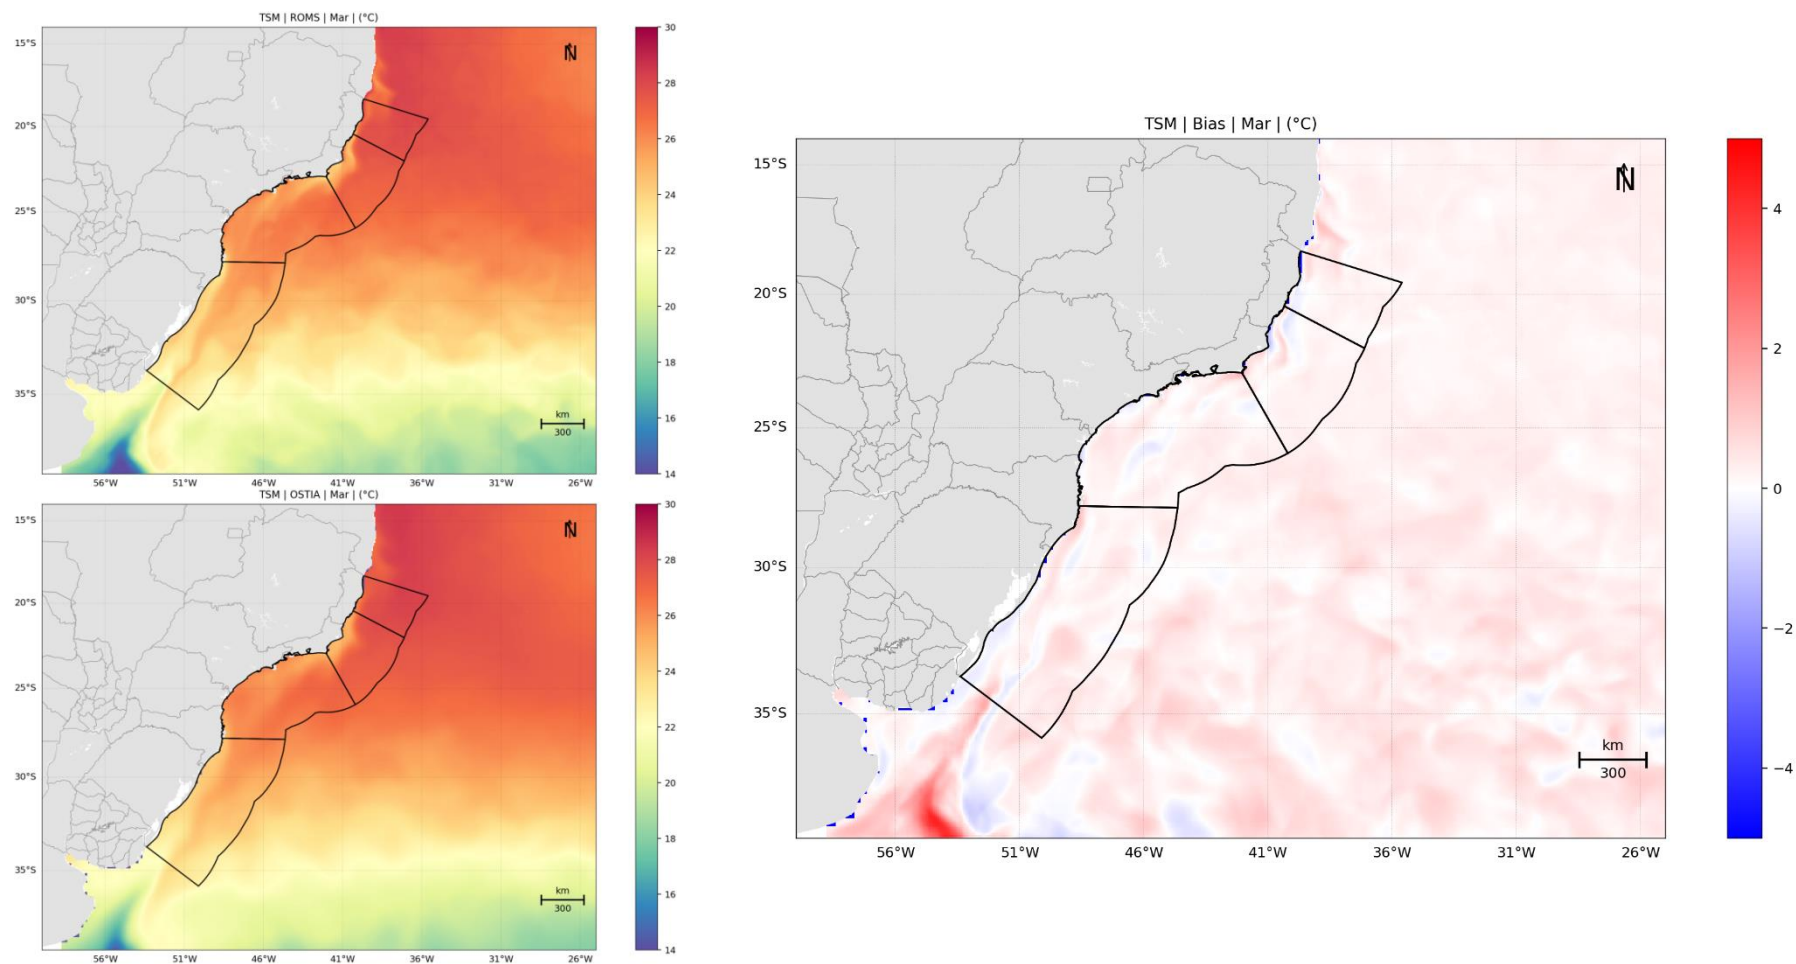 TSM | ROMS | Mar | (°C)
15°S
20°S
25°S
30°S
35°S
N
km
300
56°W 51°W 46°W 41°W 36°W 31°W 26°W
30
28
26
24
22
20
18
16
14
TSM | OSTIA | Mar | (°C)
15°S
20°S
25°S
30°S
35°S
N
km
300
56°W 51°W 46°W 41°W 36°W 31°W 26°W
30
28
26
24
22
20
18
16
14
TSM | Bias | Mar | (°C)
15°S
20°S
25°S
30°S
35°S
N
km
300
56°W 51°W 46°W 41°W 36°W 31°W 26°W
4
2
0
−2
−4